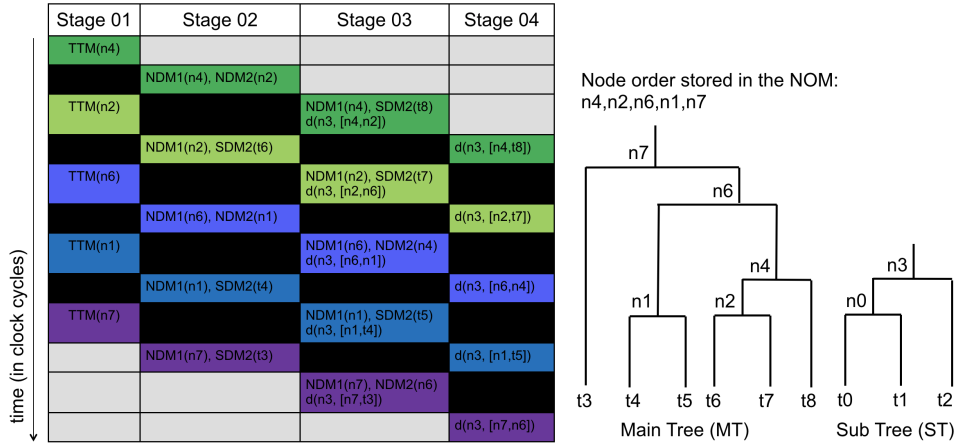 Stage 01 Stage 02 Stage 03 Stage 04
TTM(n4)
NDM1(n4), NDM2(n2)
TTM(n2)
NDM1(n4), SDM2(t8)
d(n3, [n4,n2])
NDM1(n2), SDM2(t6)
d(n3, [n4,t8])
TTM(n6)
NDM1(n2), SDM2(t7)
d(n3, [n2,n6])
NDM1(n6), NDM2(n1)
d(n3, [n2,t7])
TTM(n1)
NDM1(n6), NDM2(n4)
d(n3, [n6,n1])
NDM1(n1), SDM2(t4)
d(n3, [n6,n4])
TTM(n7)
NDM1(n1), SDM2(t5)
d(n3, [n1,t4])
NDM1(n7), SDM2(t3)
d(n3, [n1,t5])
NDM1(n7), NDM2(n6)
d(n3, [n7,t3])
d(n3, [n7,n6])
time (in clock cycles)
Node order stored in the NOM:
n4,n2,n6,n1,n7
n7
n6
n4
n3
n1
n2
n0
t3 t4 t5 t6 t7 t8 t0 t1 t2
Main Tree (MT)
Sub Tree (ST)